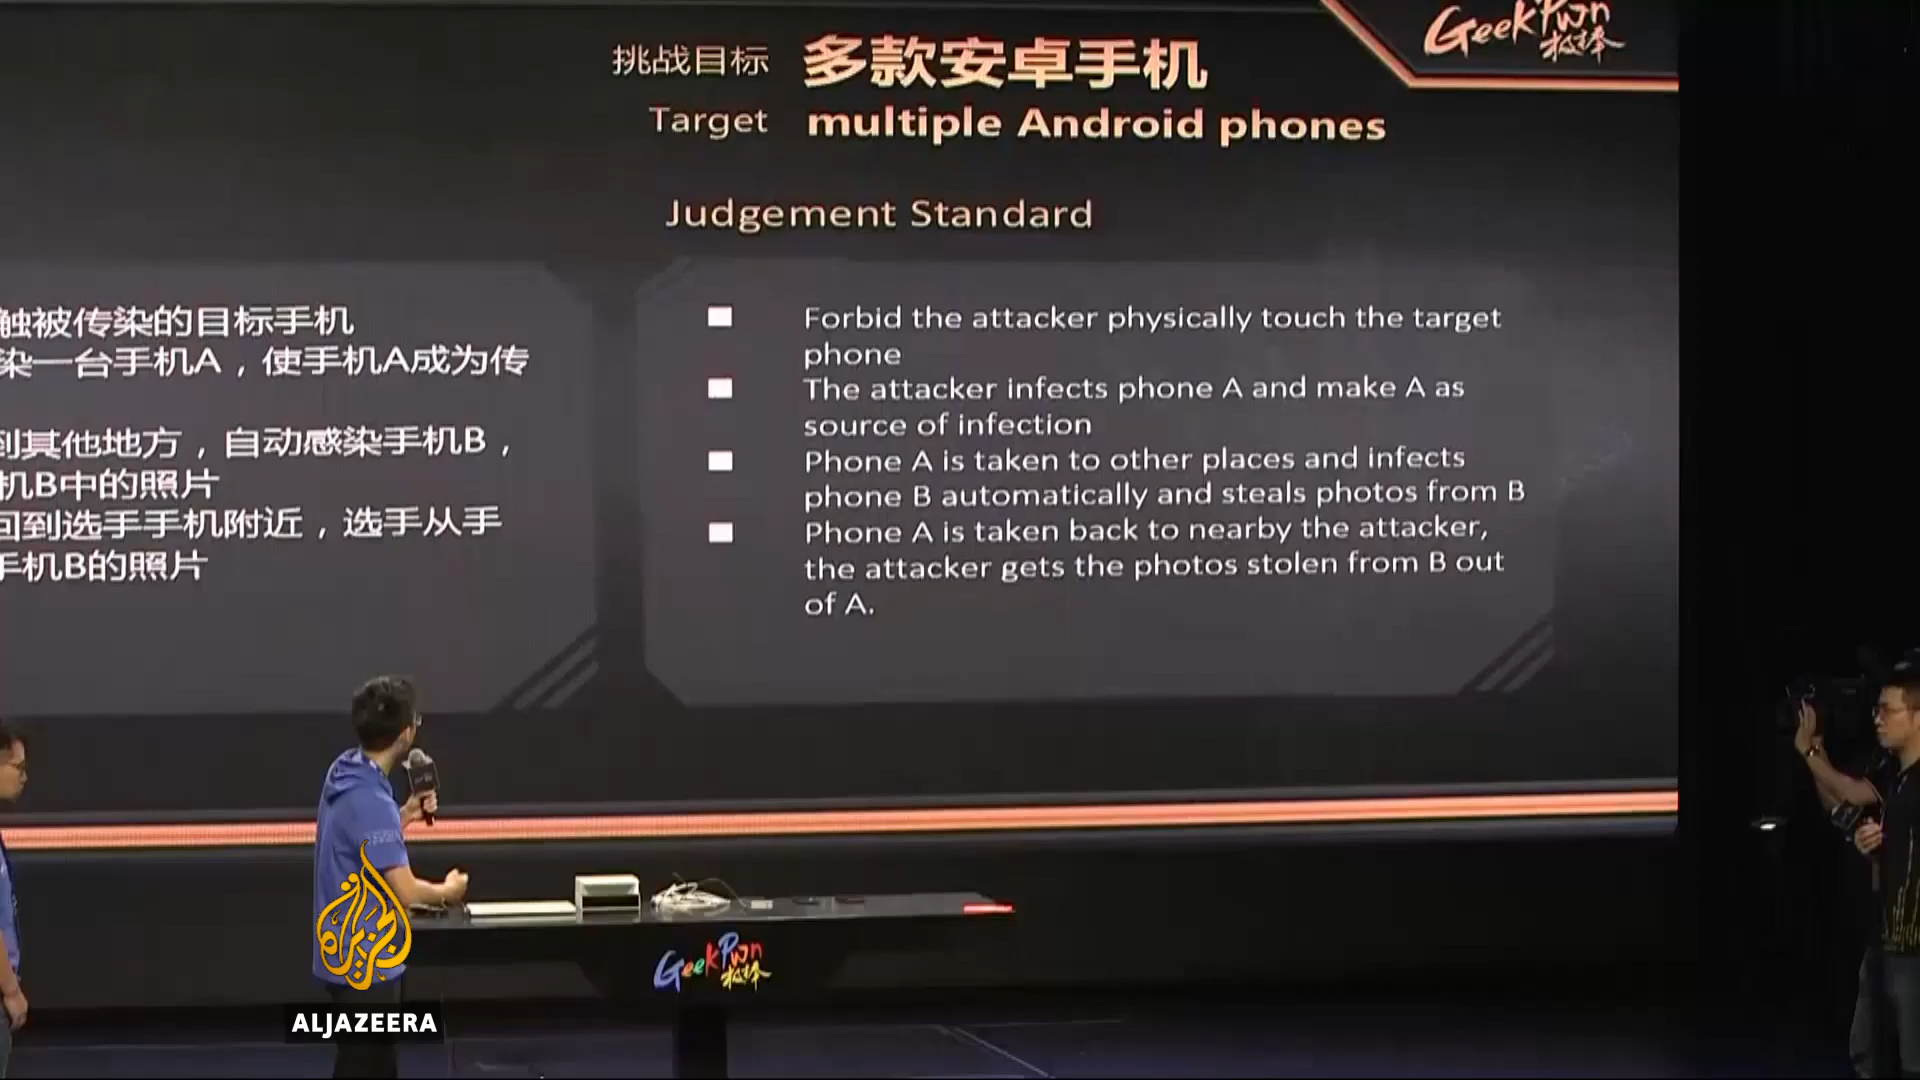 GeekPwn
极棒
挑战目标 多款安卓手机
Target multiple Android phones
Judgement Standard
触被传染的目标手机
染一台手机A，使手机A成为传
到其他地方，自动感染手机B，
机B中的照片
回到选手手机附近，选手从手
手机B的照片
Forbid the attacker physically touch the target
phone
The attacker infects phone A and make A as
source of infection
Phone A is taken to other places and infects
phone B automatically and steals photos from B
Phone A is taken back to nearby the attacker,
the attacker gets the photos stolen from B out
of A.
GeekPwn
极棒
الجزيرة
ALJAZEERA